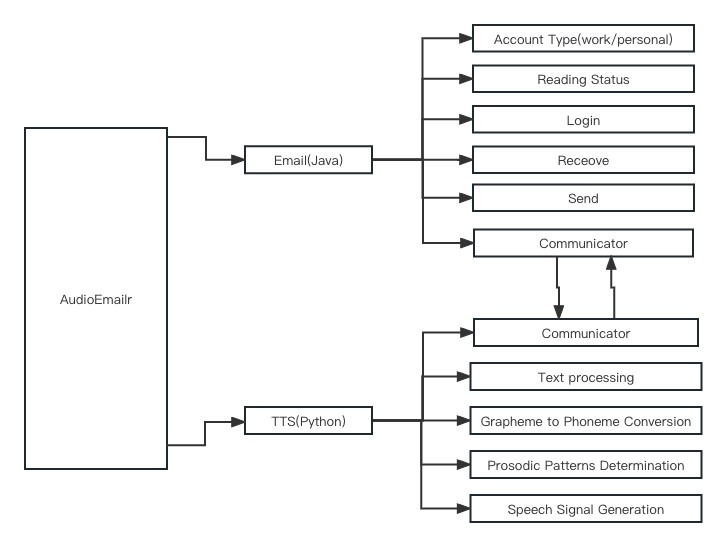 Account Type(work/personal)
Reading Status
Login
Email(Java)
Receove
Send
Communicator
AudioEmailr
Communicator
Text processing
TTS(Python)
Grapheme to Phoneme Conversion
Prosodic Patterns Determination
Speech Signal Generation